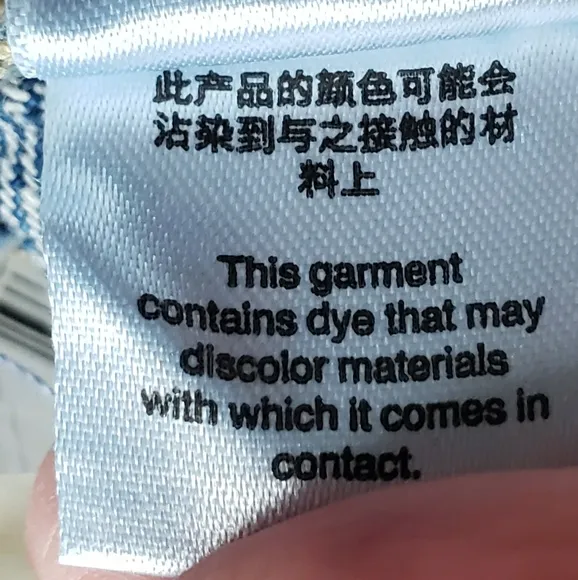 此产品的颜色可能会
沾染到与之接触的材
料上
This garment
contains dye that may
discolor materials
with which it comes in
contact.